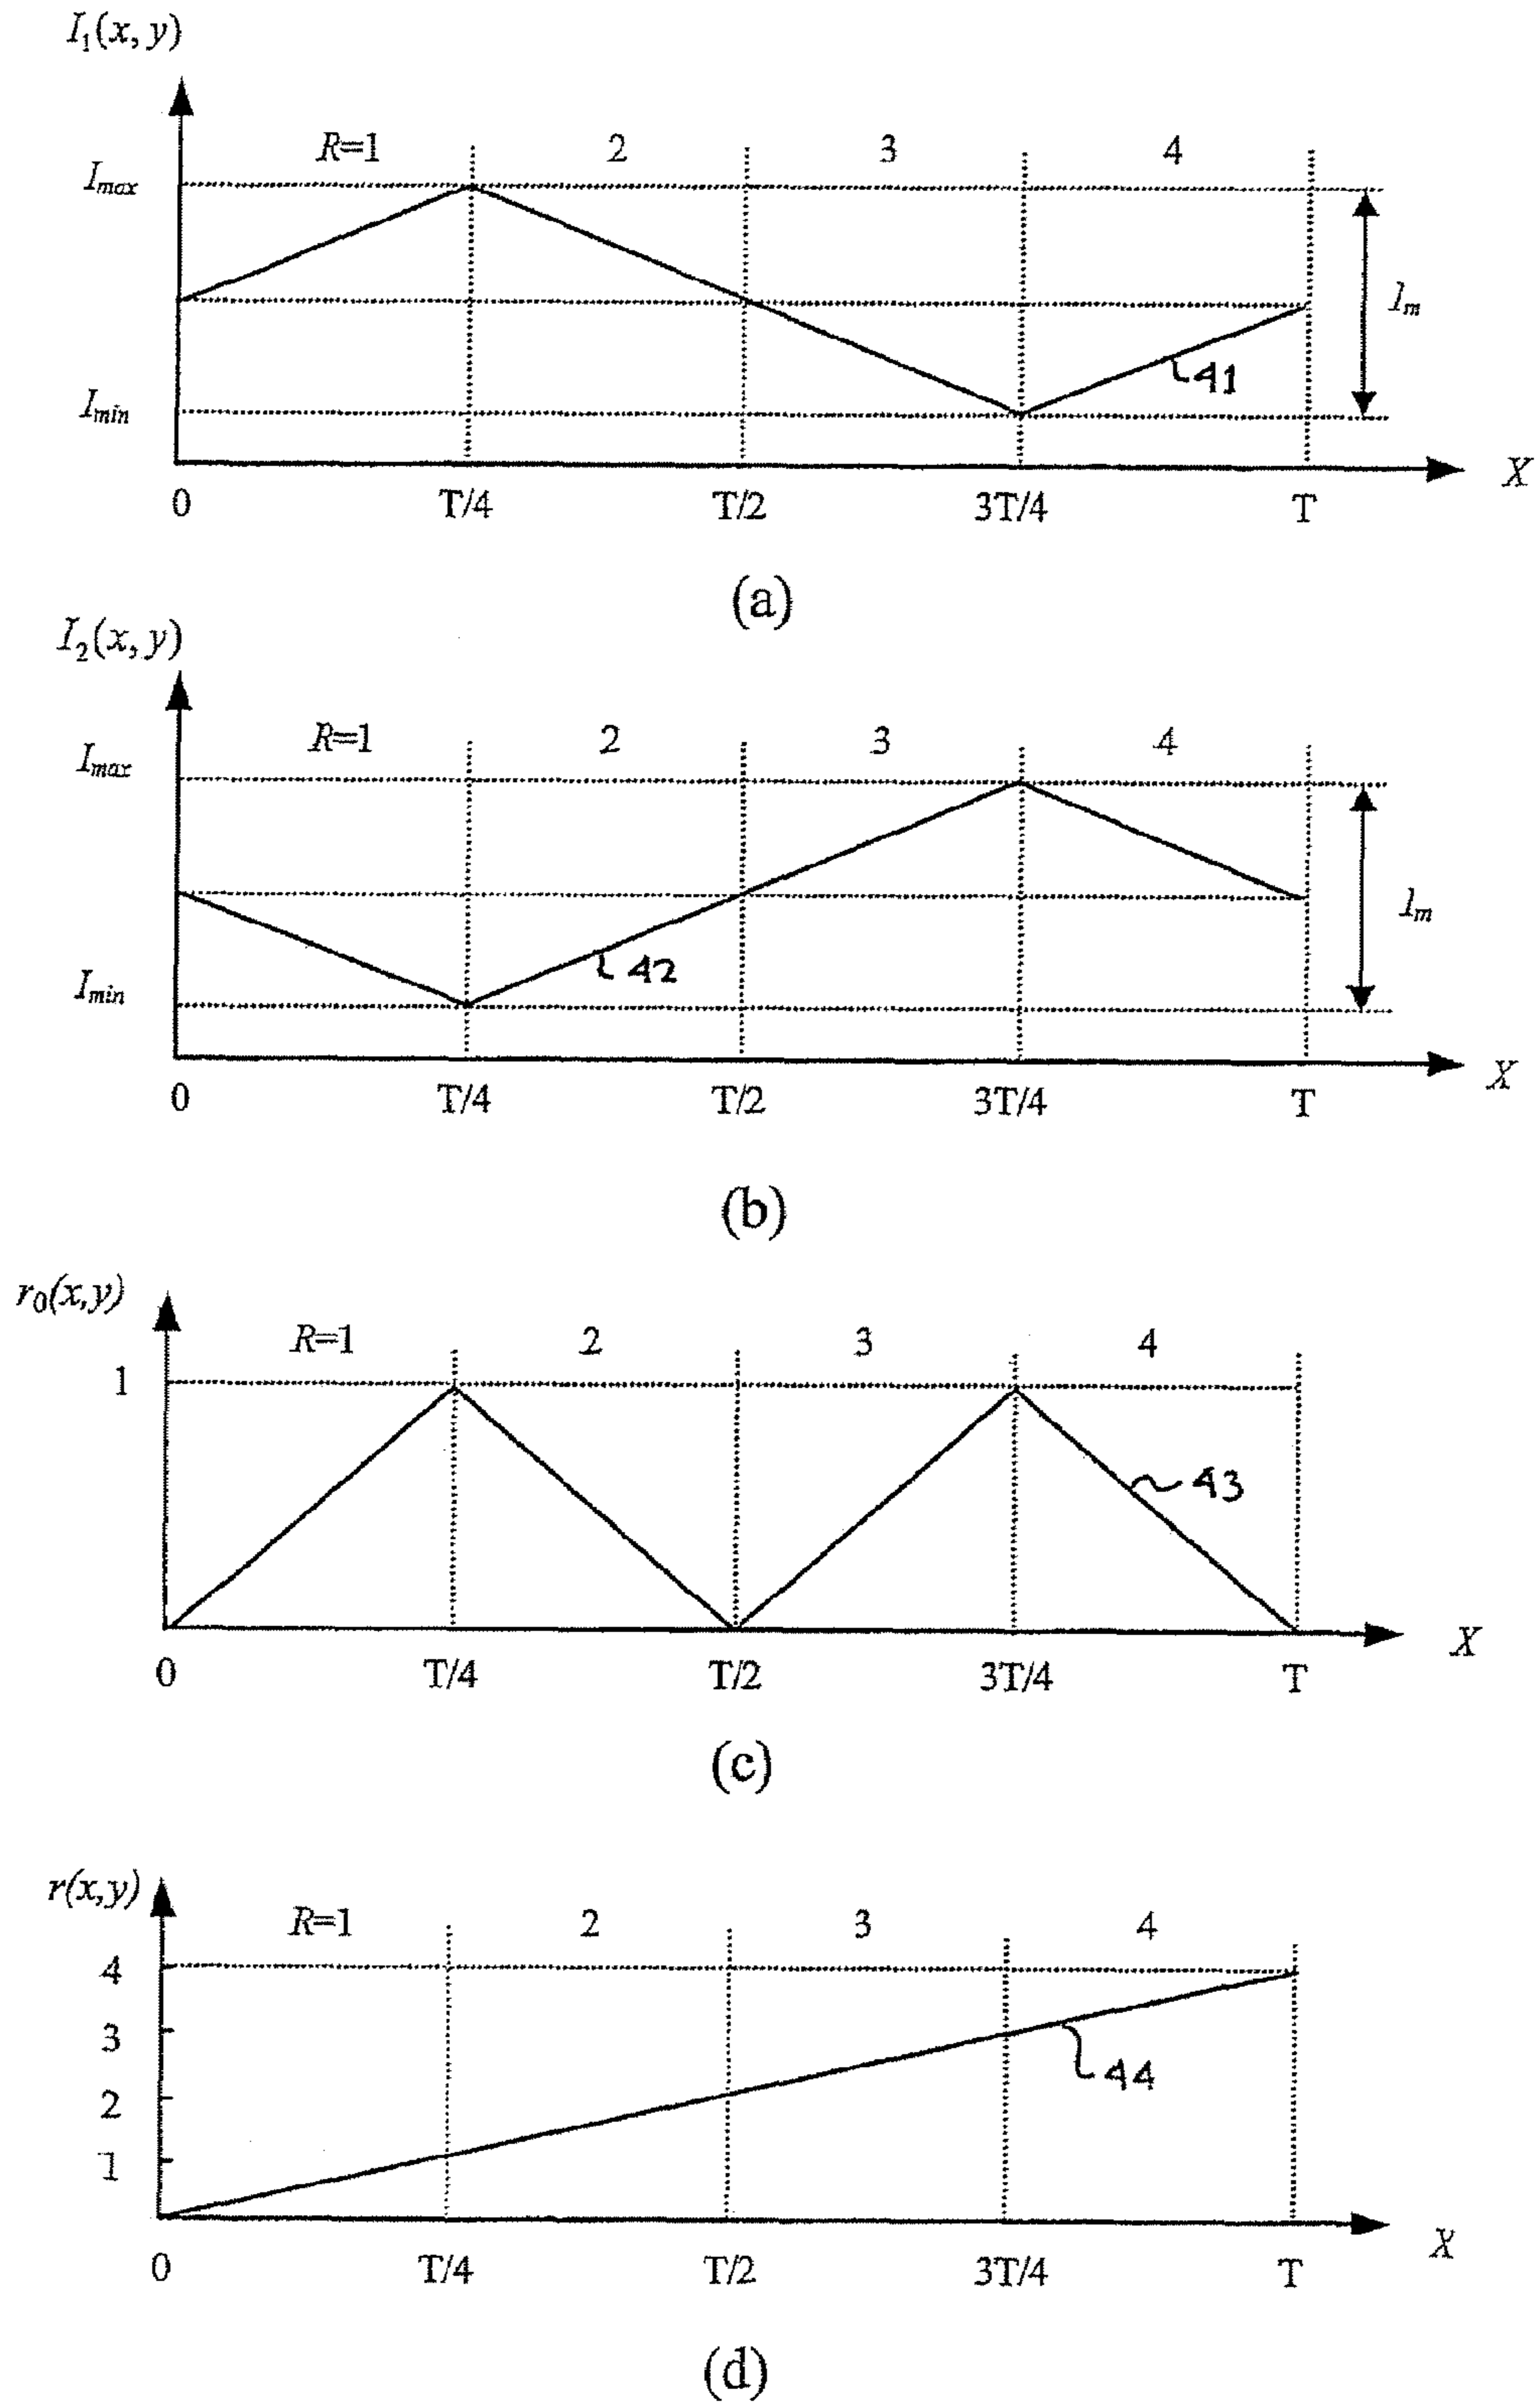 I₁(x, y)
R=1 2 3 4
Imax
Im
41
Imin
X
0 T/4 T/2 3T/4 T
(a)
I₂(x, y)
R=1 2 3 4
Imax
Im
42
Imin
X
0 T/4 T/2 3T/4 T
(b)
r₀(x,y)
R=1 2 3 4
1
43
X
0 T/4 T/2 3T/4 T
(c)
r(x,y)
R=1 2 3 4
4
3
44
2
1
X
0 T/4 T/2 3T/4 T
(d)